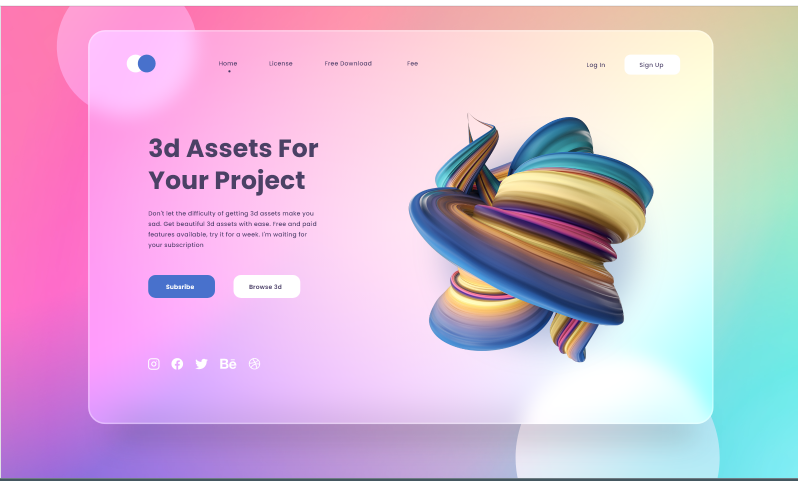 Home
License
Free Download
Fee
Log In
Sign Up
3d Assets For
Your Project
Don't let the difficulty of getting 3d assets make you
sad. Get beautiful 3d assets with ease. Free and paid
features available, try it for a week. I'm waiting for
your subscription
Subsribe
Browse 3d
Bē